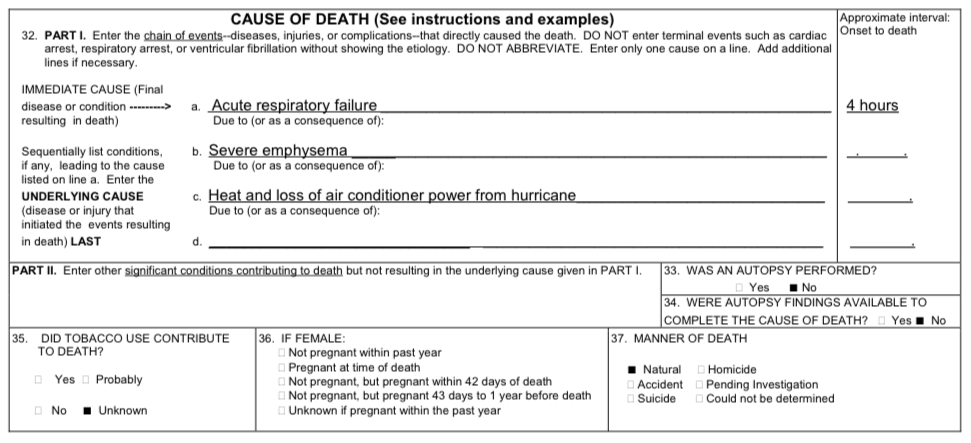 CAUSE OF DEATH (See instructions and examples)
32. PART I. Enter the chain of events--diseases, injuries, or complications--that directly caused the death. DO NOT enter terminal events such as cardiac
arrest, respiratory arrest, or ventricular fibrillation without showing the etiology. DO NOT ABBREVIATE. Enter only one cause on a line. Add additional
lines if necessary.
Approximate interval:
Onset to death
IMMEDIATE CAUSE (Final
disease or condition ---------> a. Acute respiratory failure 4 hours
resulting in death) Due to (or as a consequence of):
Sequentially list conditions, b. Severe emphysema
if any, leading to the cause Due to (or as a consequence of):
listed on line a. Enter the
UNDERLYING CAUSE c. Heat and loss of air conditioner power from hurricane
(disease or injury that Due to (or as a consequence of):
initiated the events resulting
in death) LAST d.
PART II. Enter other significant conditions contributing to death but not resulting in the underlying cause given in PART I.
33. WAS AN AUTOPSY PERFORMED?
□ Yes ■ No
34. WERE AUTOPSY FINDINGS AVAILABLE TO
COMPLETE THE CAUSE OF DEATH? □ Yes ■ No
35. DID TOBACCO USE CONTRIBUTE
TO DEATH?
□ Yes □ Probably
□ No ■ Unknown
36. IF FEMALE:
□ Not pregnant within past year
□ Pregnant at time of death
□ Not pregnant, but pregnant within 42 days of death
□ Not pregnant, but pregnant 43 days to 1 year before death
□ Unknown if pregnant within the past year
37. MANNER OF DEATH
■ Natural □ Homicide
□ Accident □ Pending Investigation
□ Suicide □ Could not be determined